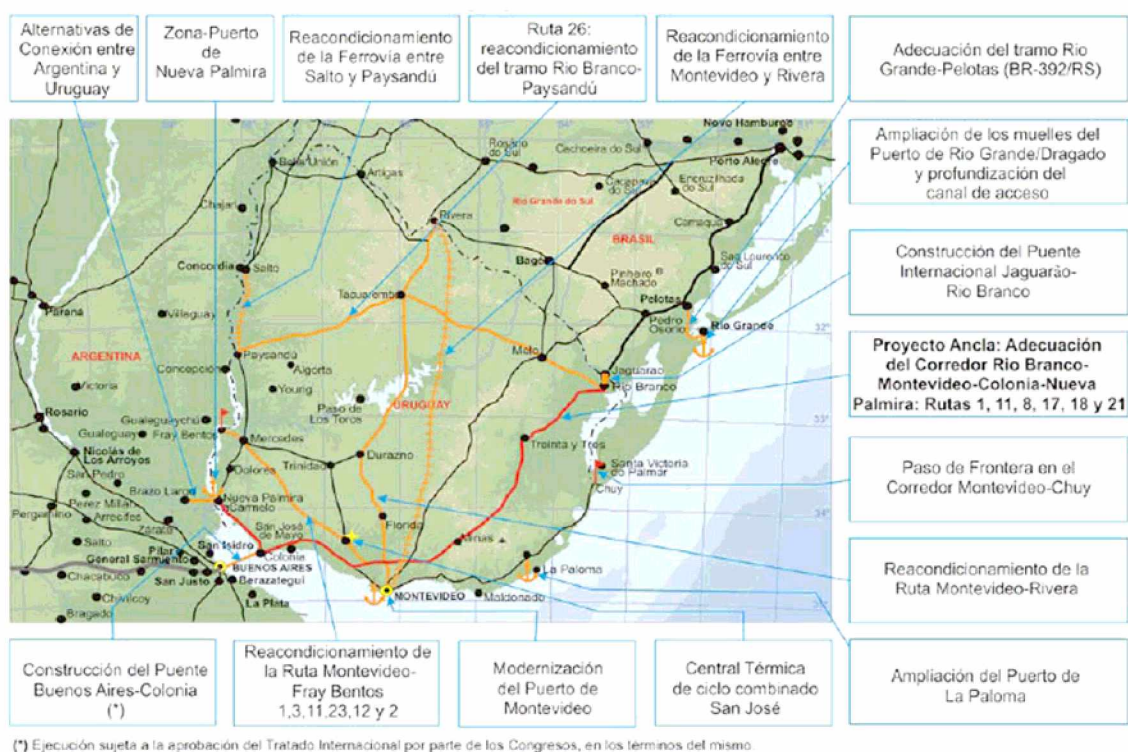 Alternativas de
Conexión entre
Argentina y
Uruguay
Zona-Puerto
de
Nueva Palmira
Reacondicionamiento
de la Ferrovía entre
Salto y Paysandú
Ruta 26:
reacondicionamiento
del tramo Rio Branco-
Paysandú
Reacondicionamiento
de la Ferrovía entre
Montevideo y Rivera
Adecuación del tramo Rio
Grande-Pelotas (BR-392/RS)
Ampliación de los muelles del
Puerto de Rio Grande/Dragado
y profundización del
canal de acceso
Construcción del Puente
Internacional Jaguarão-
Rio Branco
Proyecto Ancla: Adecuación
del Corredor Rio Branco-
Montevideo-Colonia-Nueva
Palmira: Rutas 1, 11, 8, 17, 18 y 21
Paso de Frontera en el
Corredor Montevideo-Chuy
Reacondicionamiento de la
Ruta Montevideo-Rivera
Ampliación del Puerto de
La Paloma
Novo Hamburgo
Porto Alegre
Rosário
do Sul
Cachoeira do Sul
Bella Unión
Artigas
Caçapava do Sul
Encruzilhada
do Sul
Chajarí
Rio Grande do Sul
Rivera
Camaquã
BRASIL
Concordia
Salto
Bagé
São Lourenço
do Sul
Pinheiro
Machado
Tacuarembó
Pelotas
Paraná
Villaguay
Pedro
Osorio
Rio Grande
32°
ARGENTINA
Paysandú
Melo
Concepción
Algorta
Jaguarão
Rio Branco
Victoria
Young
Paso de
Los Toros
URUGUAY
Rosario
Gualeguaychú
33°
Gualeguay
Fray Bentos
Mercedes
Treinta y Tres
Nicolás de
Los Arroyos
Dolores
Trinidad
Durazno
Santa Victoria
do Palmar
San Pedro
Chuy
Brazo Largo
Nueva Palmira
Perez Millán
Carmelo
Pergamino
Arrecifes
Zárate
San José
de Mayo
Florida
Salto
Pilar
San Isidro
Minas
General Sarmiento
Colonia
BUENOS AIRES
La Paloma
Chacabuco
San Justo
Berazategui
MONTEVIDEO
Maldonado
Chivilcoy
La Plata
Bragado
Construcción del Puente
Buenos Aires-Colonia
(*)
Reacondicionamiento de
la Ruta Montevideo-
Fray Bentos
1,3,11,23,12 y 2
Modernización
del Puerto de
Montevideo
Central Térmica
de ciclo combinado
San José
(*) Ejecución sujeta a la aprobación del Tratado Internacional por parte de los Congresos, en los términos del mismo.